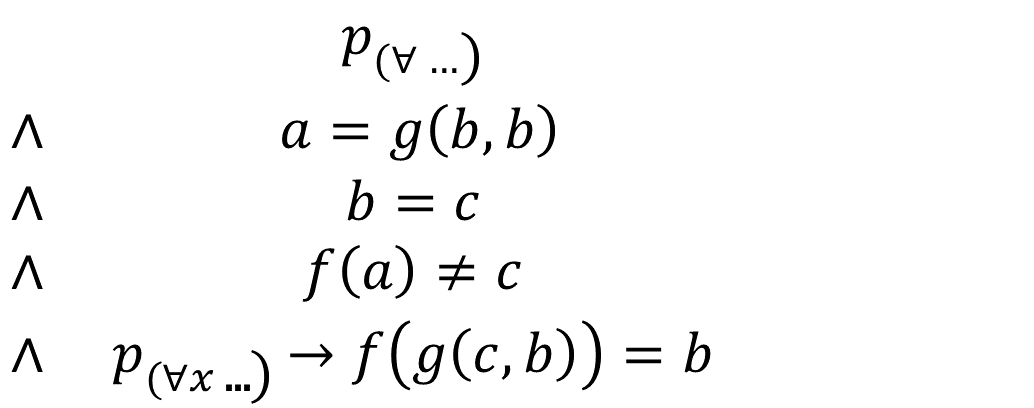 p_(∀ …)
∧ a = g(b, b)
∧ b = c
∧ f(a) ≠ c
∧ p_(∀x …) → f(g(c, b)) = b